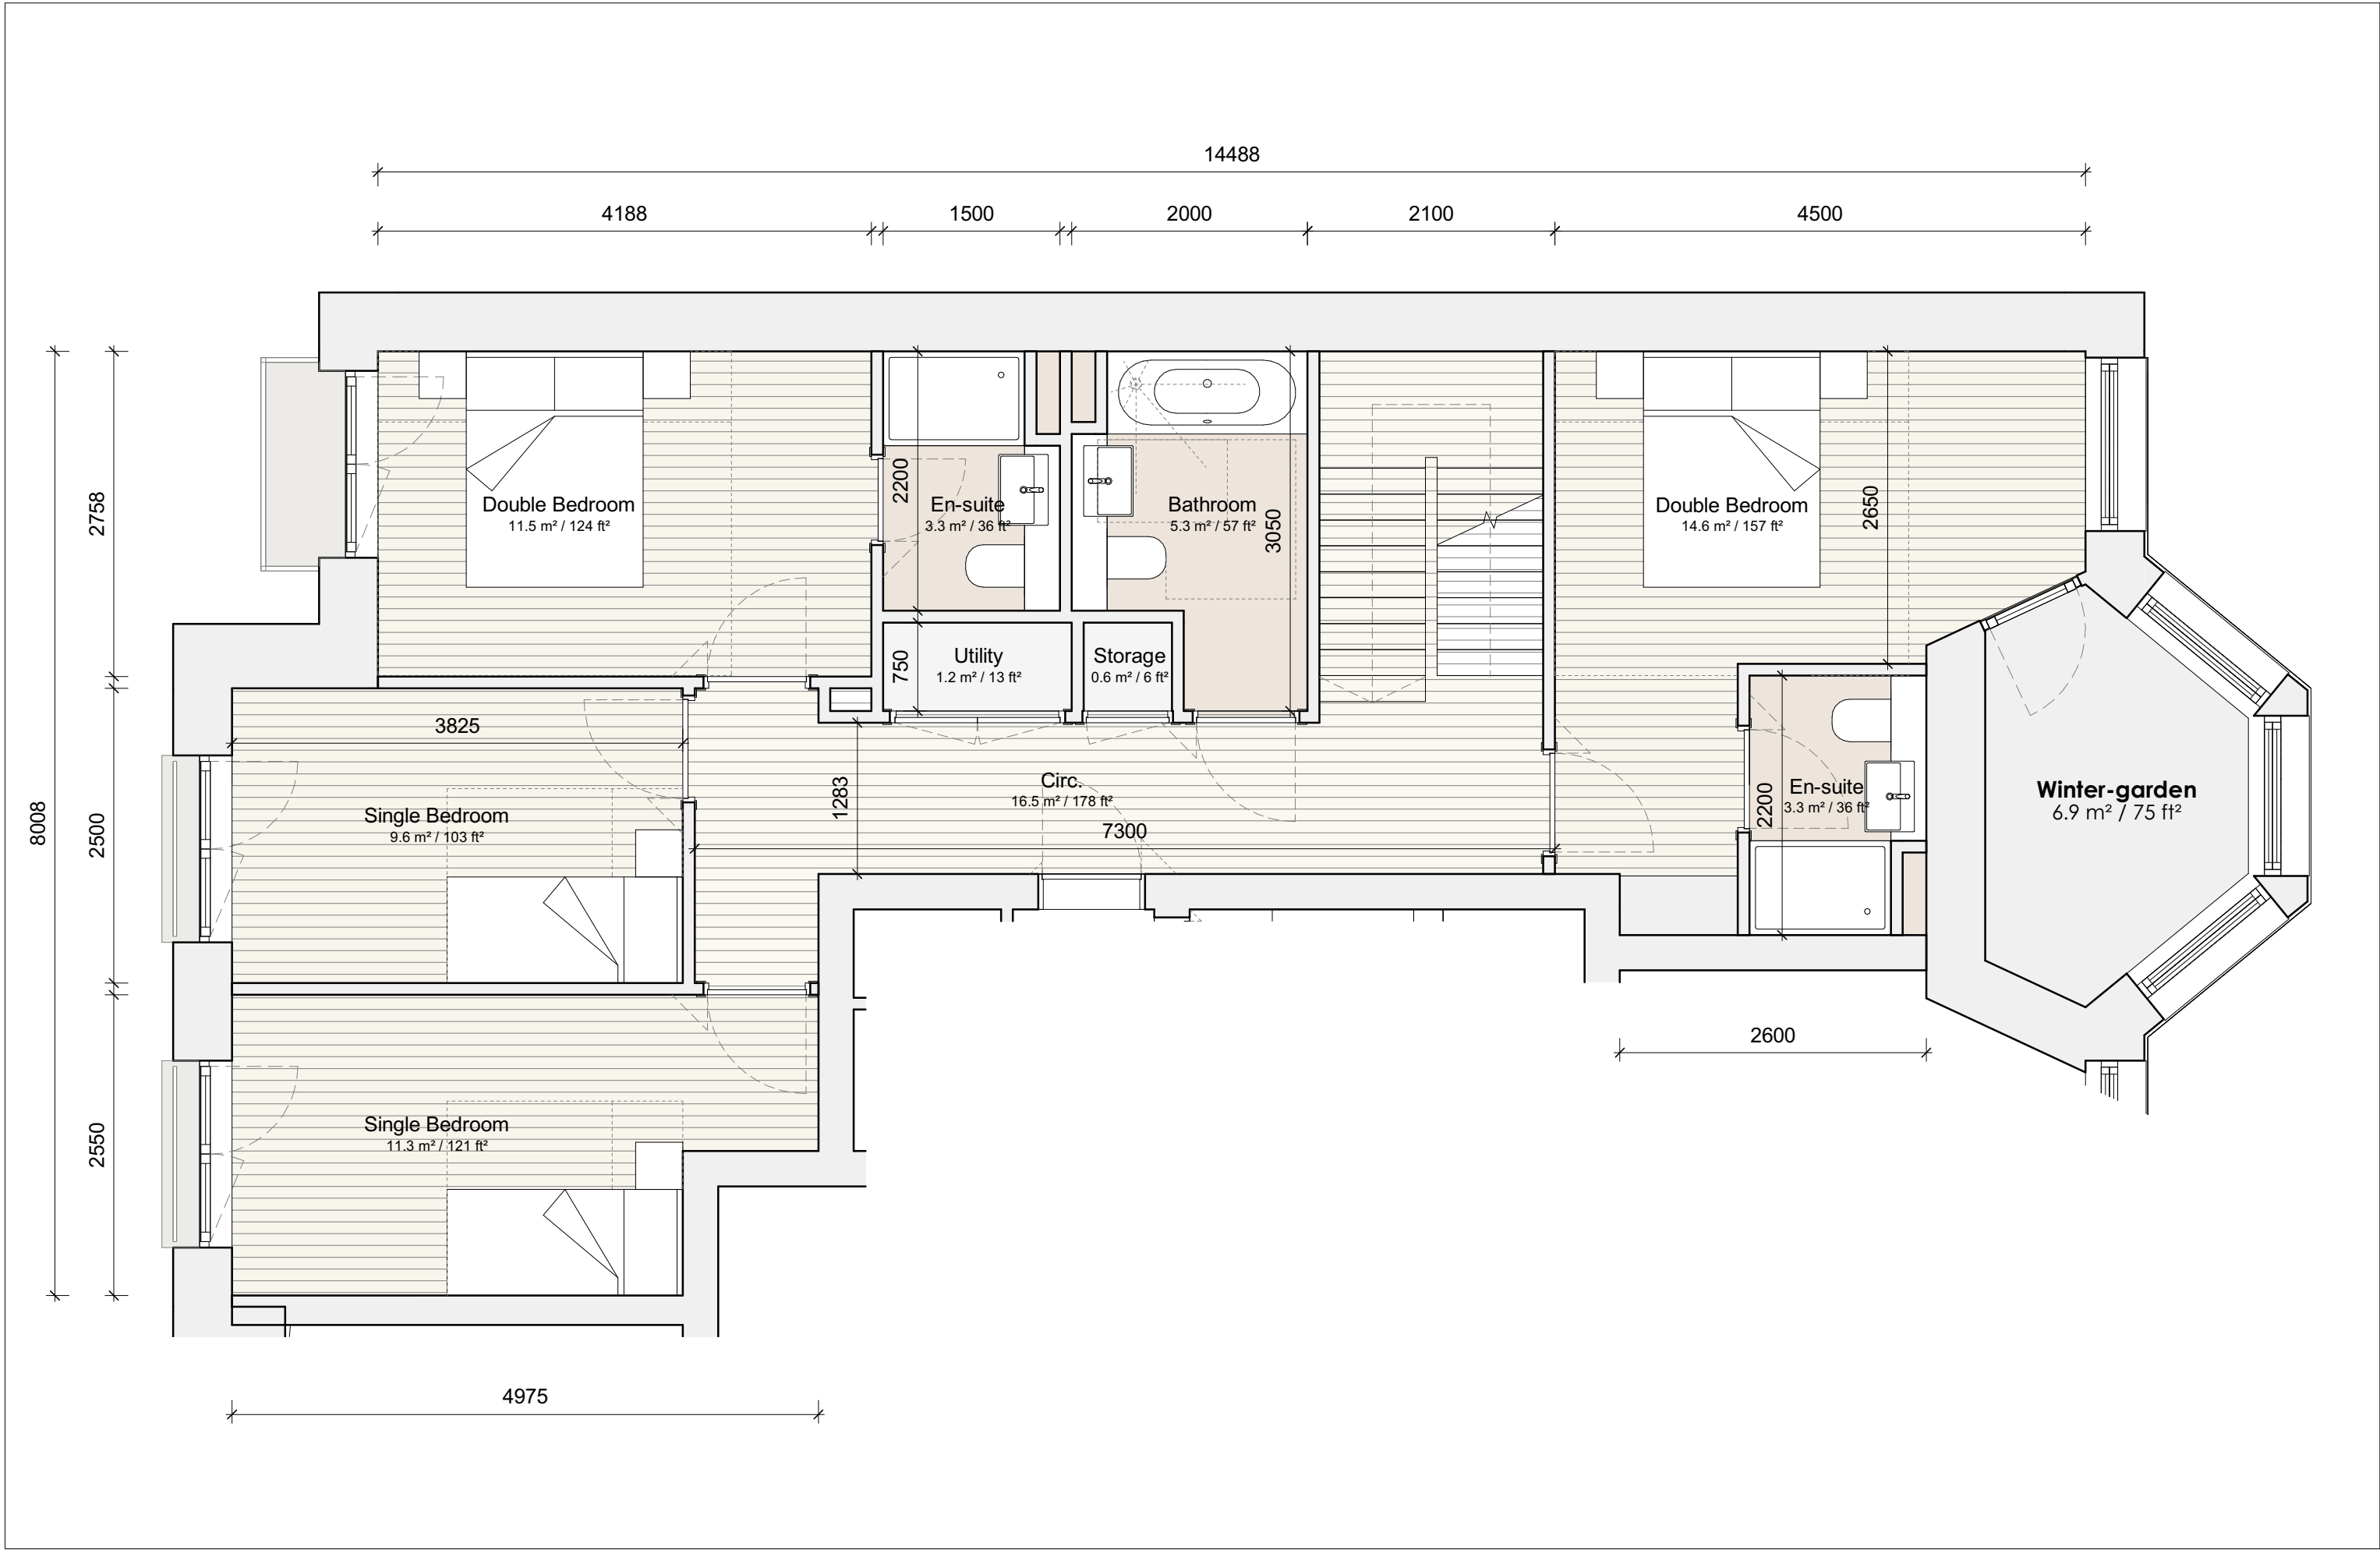 14488
4188
1500
2000
2100
4500
2758
8008
2500
2550
Double Bedroom
11.5 m² / 124 ft²
2200
En-suite
3.3 m² / 36 ft²
Bathroom
5.3 m² / 57 ft²
3050
Double Bedroom
14.6 m² / 157 ft²
2650
750
Utility
1.2 m² / 13 ft²
Storage
0.6 m² / 6 ft²
3825
Single Bedroom
9.6 m² / 103 ft²
1283
Circ.
16.5 m² / 178 ft²
7300
2200
En-suite
3.3 m² / 36 ft²
Winter-garden
6.9 m² / 75 ft²
2600
Single Bedroom
11.3 m² / 121 ft²
4975